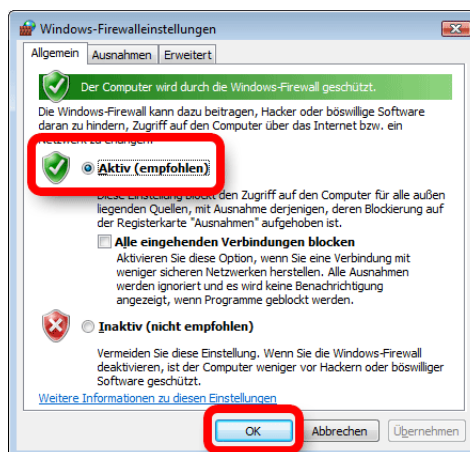 Windows-Firewalleinstellungen
Allgemein Ausnahmen Erweitert
Der Computer wird durch die Windows-Firewall geschützt.
Die Windows-Firewall kann dazu beitragen, Hacker oder böswillige Software
daran zu hindern, Zugriff auf den Computer über das Internet bzw. ein
Netzwerk zu erlangen.
Aktiv (empfohlen)
Diese Einstellung blockt den Zugriff auf den Computer für alle außen
liegenden Quellen, mit Ausnahme derjenigen, deren Blockierung auf
der Registerkarte "Ausnahmen" aufgehoben ist.
Alle eingehenden Verbindungen blocken
Aktivieren Sie diese Option, wenn Sie eine Verbindung mit
weniger sicheren Netzwerken herstellen. Alle Ausnahmen
werden ignoriert und es wird keine Benachrichtigung
angezeigt, wenn Programme geblockt werden.
Inaktiv (nicht empfohlen)
Vermeiden Sie diese Einstellung. Wenn Sie die Windows-Firewall
deaktivieren, ist der Computer weniger vor Hackern oder böswilliger
Software geschützt.
Weitere Informationen zu diesen Einstellungen
OK Abbrechen Übernehmen